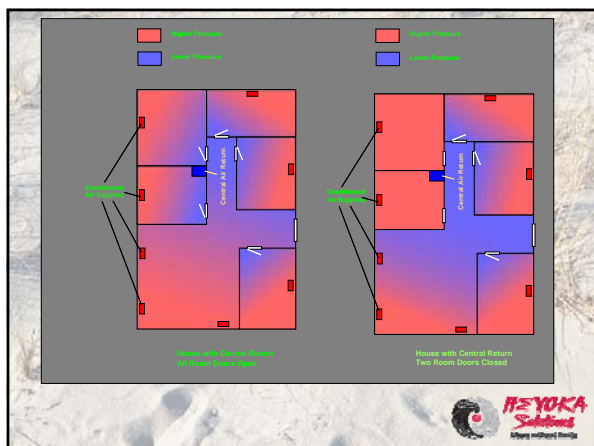 Higher Pressure
Lower Pressure
Higher Pressure
Lower Pressure
Central Air Return
Conditioned
Air Supplies
Central Air Return
Conditioned
Air Supplies
House with Central Return
All Room Doors Open
House with Central Return
Two Room Doors Closed
HEYOKA
Solutions